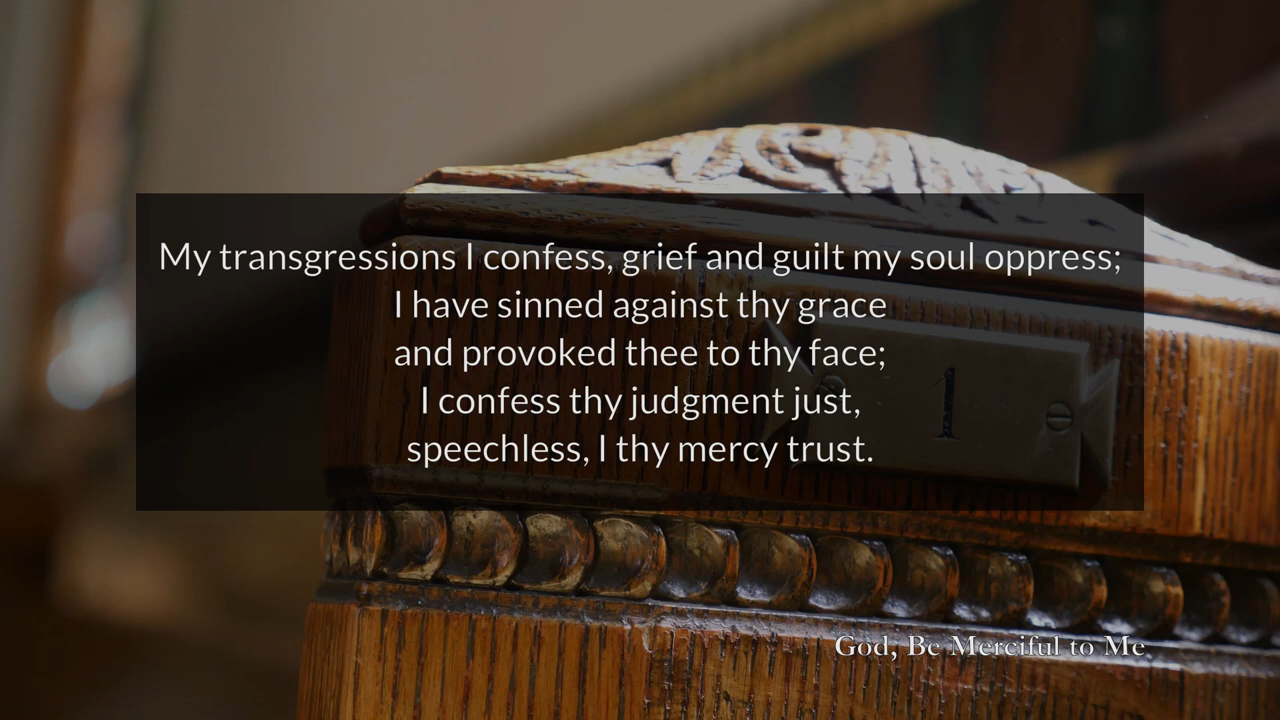 My transgressions I confess, grief and guilt my soul oppress;
I have sinned against thy grace
and provoked thee to thy face;
I confess thy judgment just,
speechless, I thy mercy trust.
1
God, Be Merciful to Me